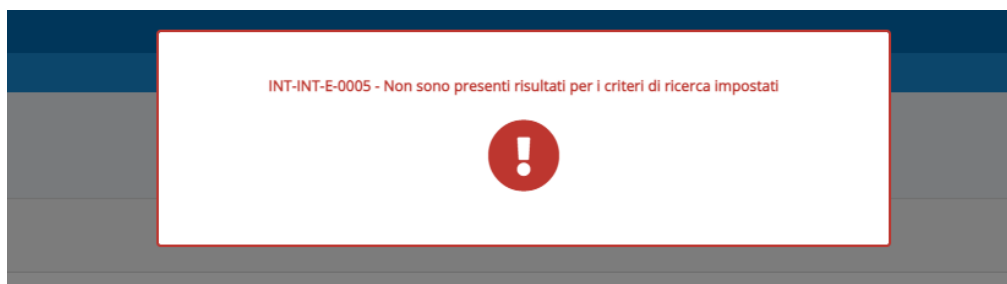 INT-INT-E-0005 - Non sono presenti risultati per i criteri di ricerca impostati